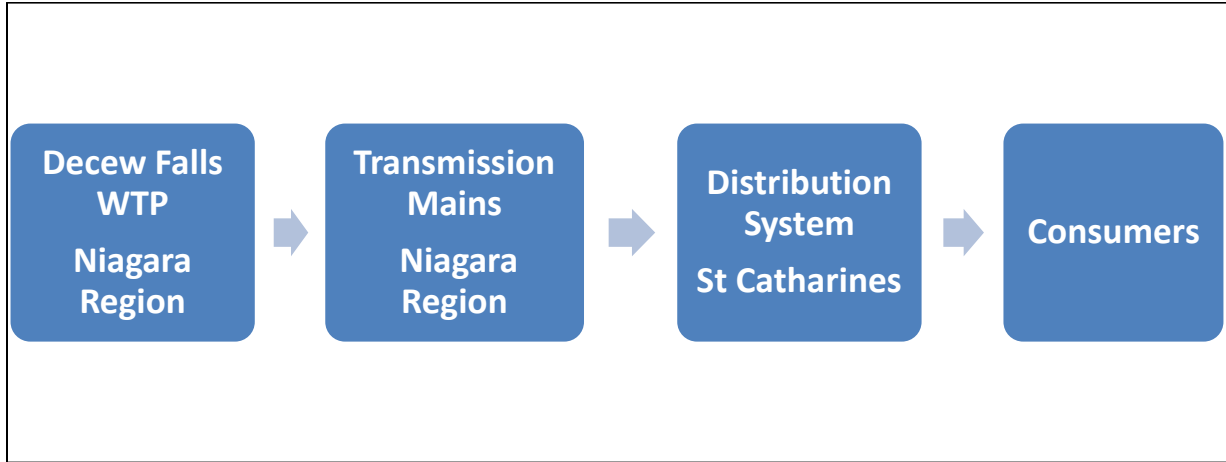 Decew Falls
WTP
Niagara
Region
Transmission
Mains
Niagara
Region
Distribution
System
St Catharines
Consumers